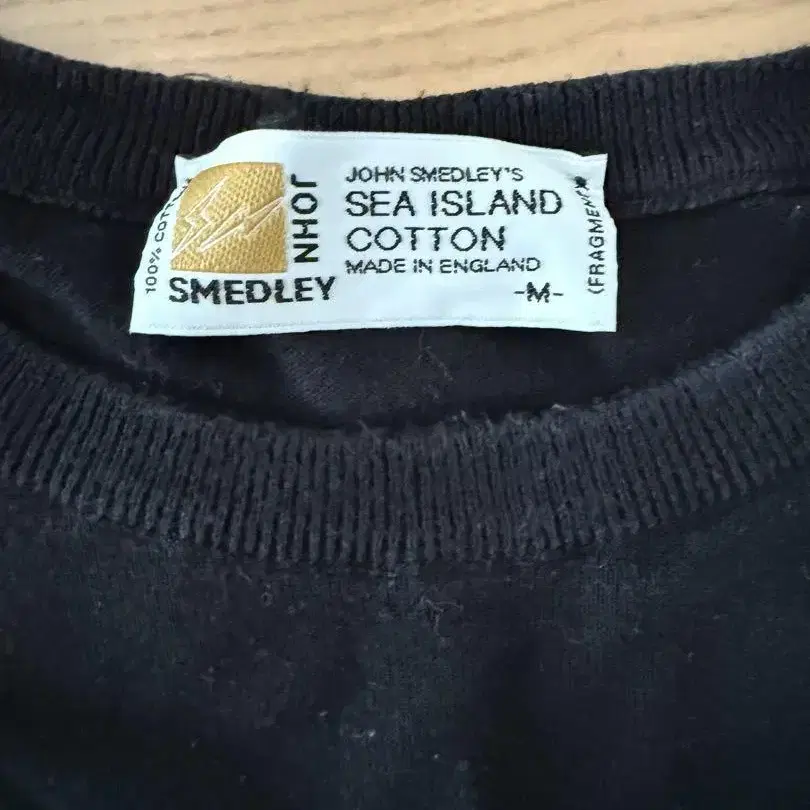 100% COTTON
JOHN
SMEDLEY
JOHN SMEDLEY'S
SEA ISLAND
COTTON
MADE IN ENGLAND
-M-
(FRAGMENT)